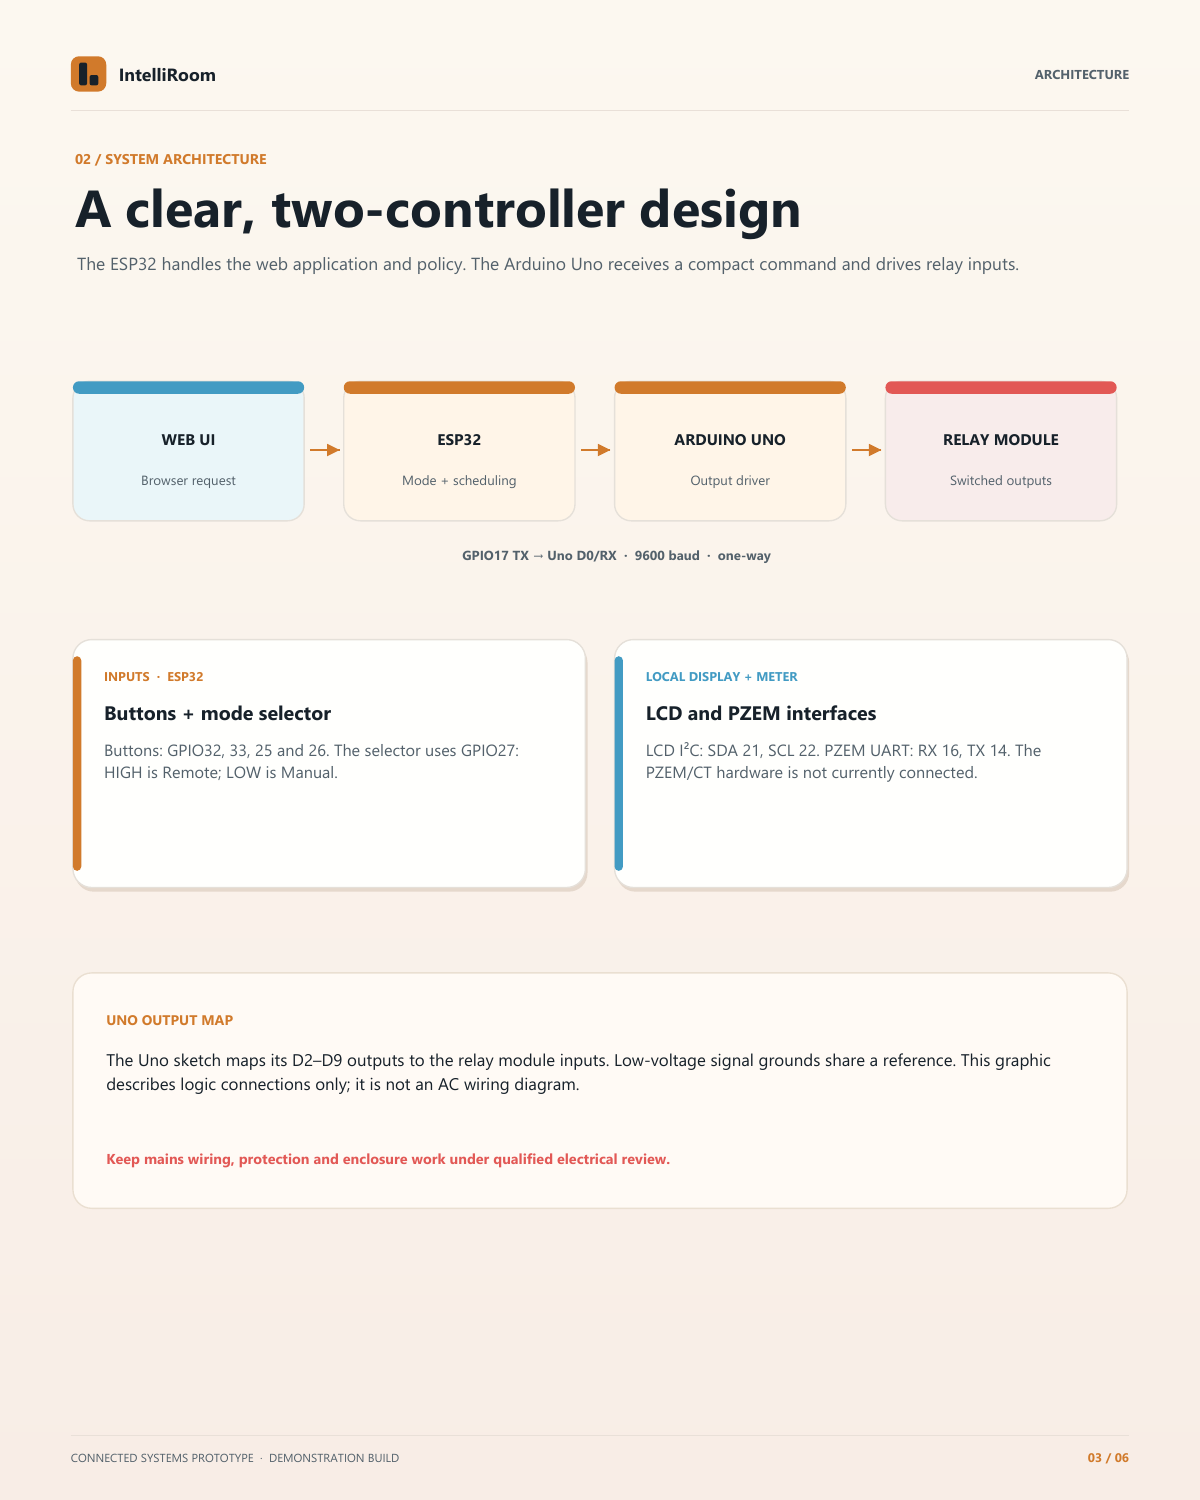 IntelliRoom
ARCHITECTURE
02 / SYSTEM ARCHITECTURE
A clear, two-controller design
The ESP32 handles the web application and policy. The Arduino Uno receives a compact command and drives relay inputs.
WEB UI
Browser request
ESP32
Mode + scheduling
ARDUINO UNO
Output driver
RELAY MODULE
Switched outputs
GPIO17 TX → Uno D0/RX · 9600 baud · one-way
INPUTS · ESP32
Buttons + mode selector
Buttons: GPIO32, 33, 25 and 26. The selector uses GPIO27:
HIGH is Remote; LOW is Manual.
LOCAL DISPLAY + METER
LCD and PZEM interfaces
LCD I²C: SDA 21, SCL 22. PZEM UART: RX 16, TX 14. The
PZEM/CT hardware is not currently connected.
UNO OUTPUT MAP
The Uno sketch maps its D2–D9 outputs to the relay module inputs. Low-voltage signal grounds share a reference. This graphic
describes logic connections only; it is not an AC wiring diagram.
Keep mains wiring, protection and enclosure work under qualified electrical review.
CONNECTED SYSTEMS PROTOTYPE · DEMONSTRATION BUILD
03 / 06